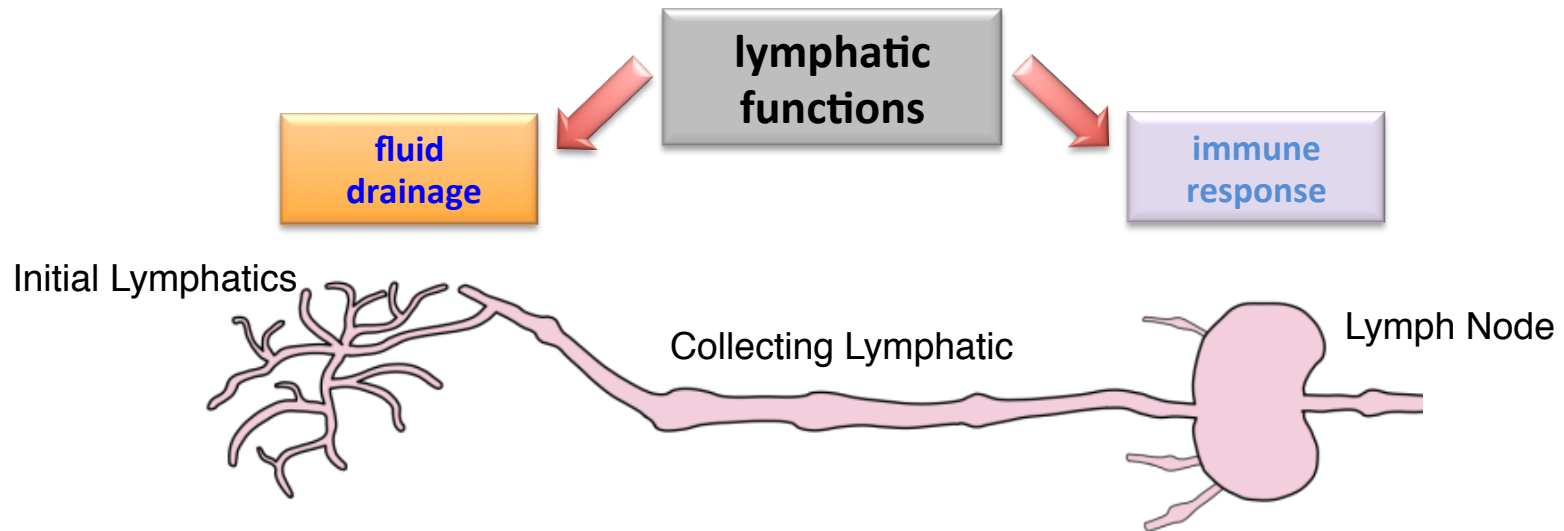 lymphatic
functions
fluid
drainage
immune
response
Initial Lymphatics
Collecting Lymphatic
Lymph Node